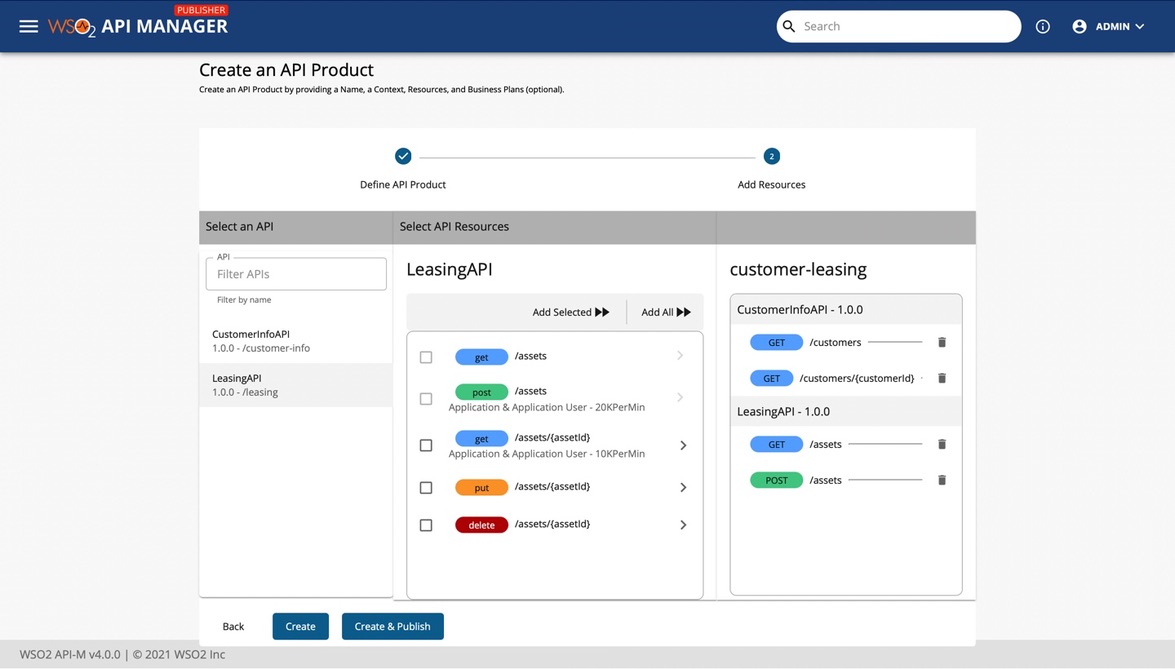 PUBLISHER
WSO2 API MANAGER
Search
ADMIN
Create an API Product
Create an API Product by providing a Name, a Context, Resources, and Business Plans (optional).
2
Define API Product
Add Resources
Select an API
Select API Resources
API
Filter APIs
Filter by name
CustomerInfoAPI
1.0.0 - /customer-info
LeasingAPI
1.0.0 - /leasing
LeasingAPI
Add Selected
Add All
get /assets
post /assets
Application & Application User - 20KPerMin
get /assets/{assetId}
Application & Application User - 10KPerMin
put /assets/{assetId}
delete /assets/{assetId}
customer-leasing
CustomerInfoAPI - 1.0.0
GET /customers
GET /customers/{customerId}
LeasingAPI - 1.0.0
GET /assets
POST /assets
Back
Create
Create & Publish
WSO2 API-M v4.0.0 | © 2021 WSO2 Inc